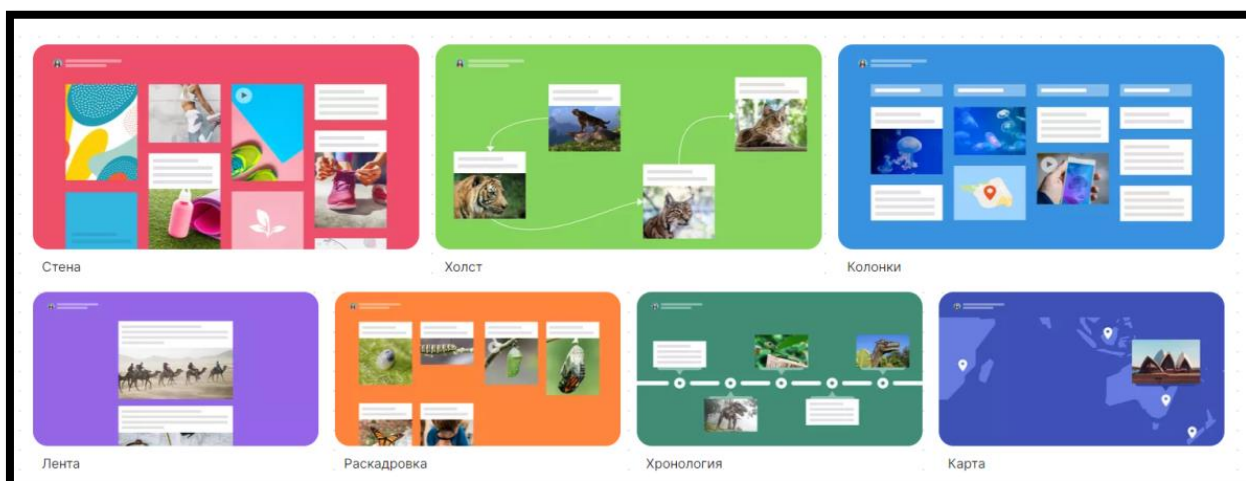 Стена
Холст
Колонки
Лента
Раскадровка
Хронология
Карта